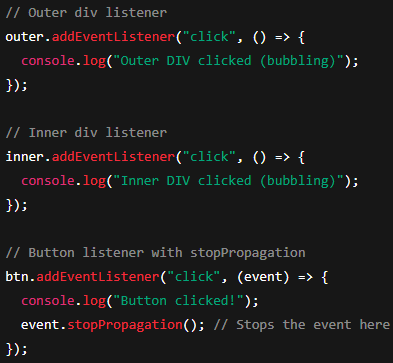 // Outer div listener
outer.addEventListener("click", () => {
  console.log("Outer DIV clicked (bubbling)");
});

// Inner div listener
inner.addEventListener("click", () => {
  console.log("Inner DIV clicked (bubbling)");
});

// Button listener with stopPropagation
btn.addEventListener("click", (event) => {
  console.log("Button clicked!");
  event.stopPropagation(); // Stops the event here
});